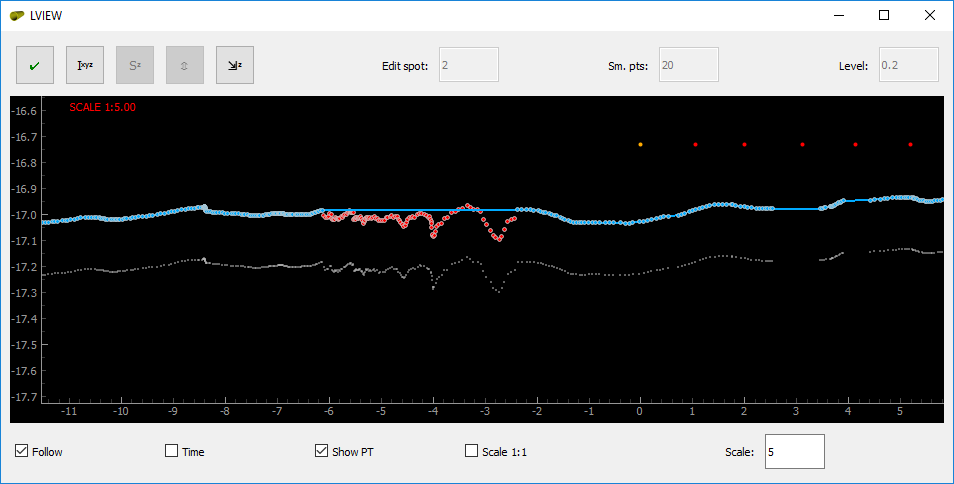 LVIEW
✓ Ixyz Sz ⇕ ⇲z Edit spot: 2 Sm. pts: 20 Level: 0.2
SCALE 1:5.00
-16.6
-16.7
-16.8
-16.9
-17.0
-17.1
-17.2
-17.3
-17.4
-17.5
-17.6
-17.7
-11 -10 -9 -8 -7 -6 -5 -4 -3 -2 -1 0 1 2 3 4 5
Follow Time Show PT Scale 1:1 Scale: 5